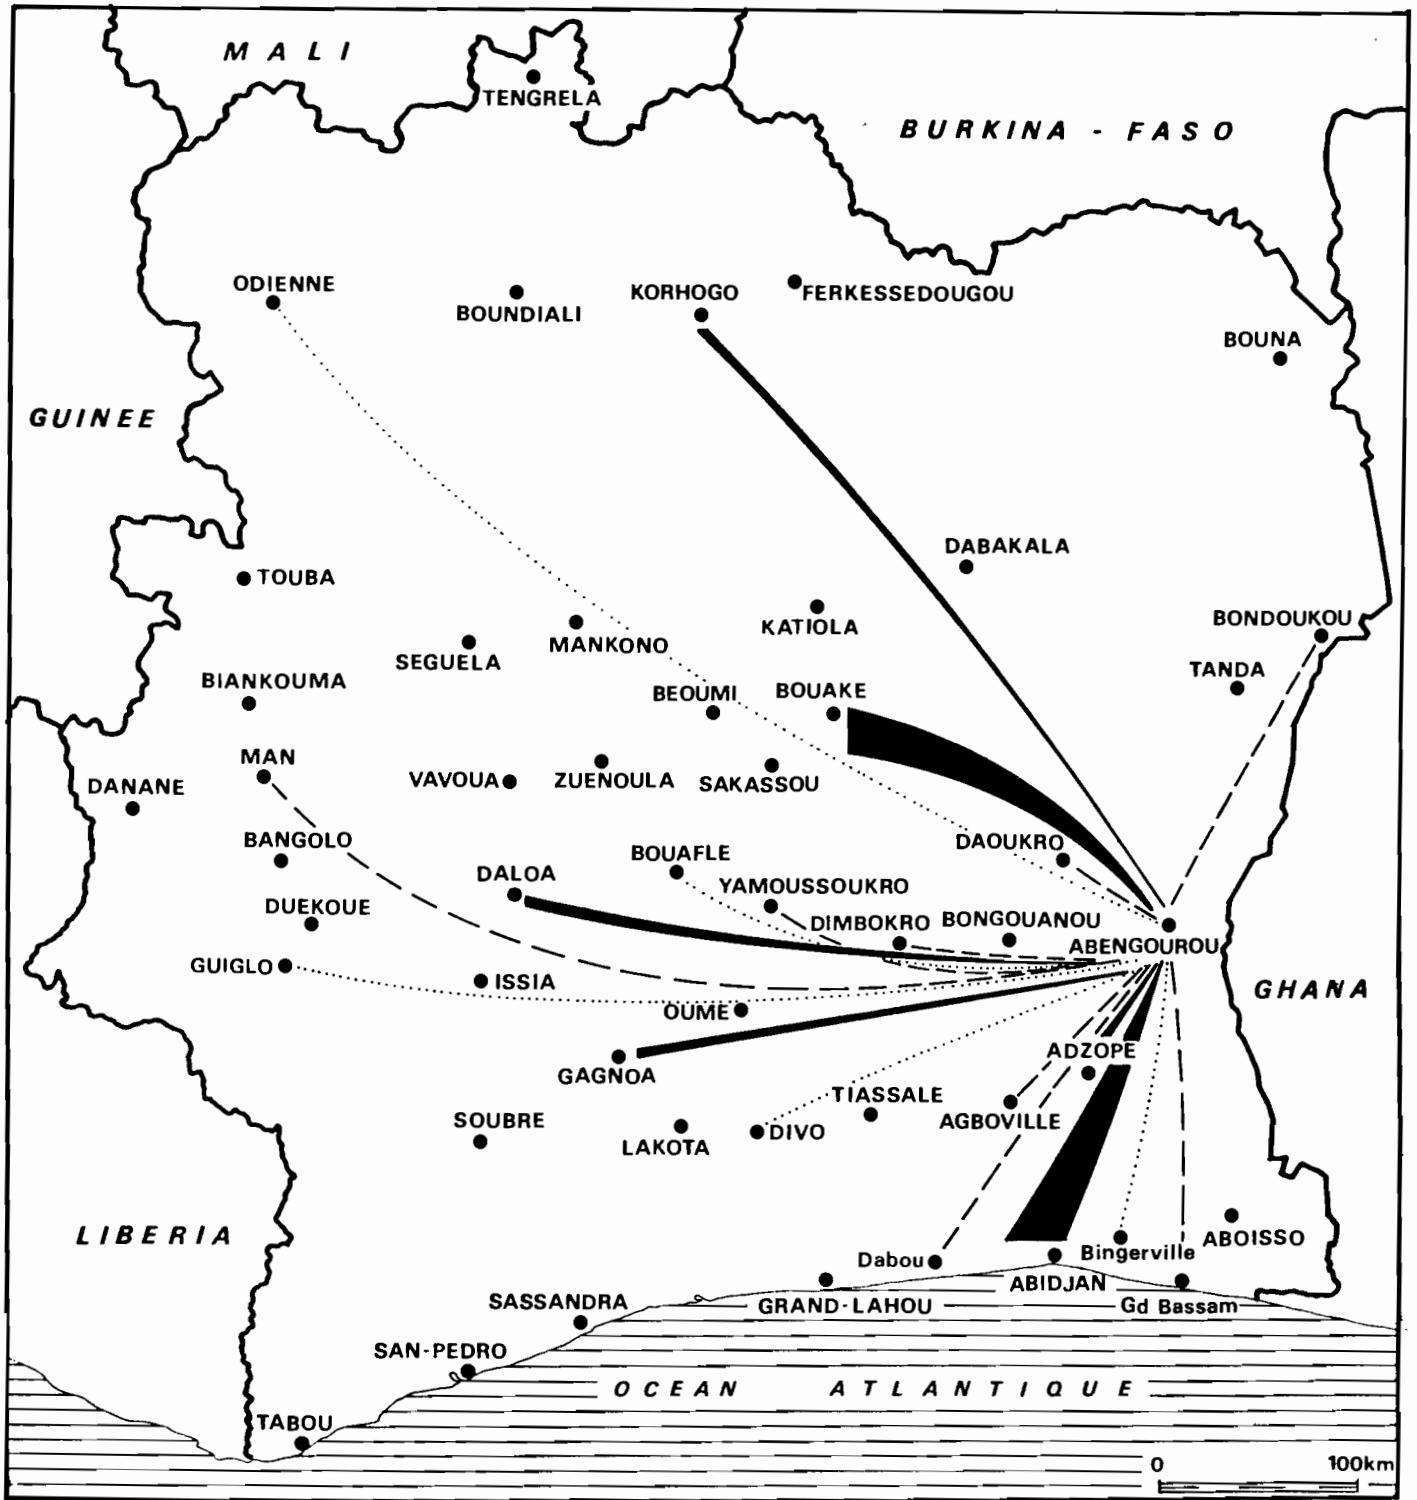 MALI
TENGRELA
BURKINA - FASO
ODIENNE
BOUNDIALI
KORHOGO
FERKESSEDOUGOU
BOUNA
GUINEE
DABAKALA
TOUBA
KATIOLA
BONDOUKOU
MANKONO
SEGUELA
TANDA
BIANKOUMA
BEOUMI
BOUAKE
MAN
DANANE
VAVOUA
ZUENOULA
SAKASSOU
BANGOLO
DAOUKRO
BOUAFLE
DALOA
YAMOUSSOUKRO
DUEKOUE
DIMBOKRO
BONGOUANOU
ABENGOUROU
GUIGLO
ISSIA
GHANA
OUME
ADZOPE
GAGNOA
TIASSALE
SOUBRE
AGBOVILLE
LAKOTA
DIVO
LIBERIA
ABOISSO
Bingerville
Dabou
ABIDJAN
SASSANDRA
GRAND-LAHOU
Gd Bassam
SAN-PEDRO
OCEAN ATLANTIQUE
TABOU
0 100km